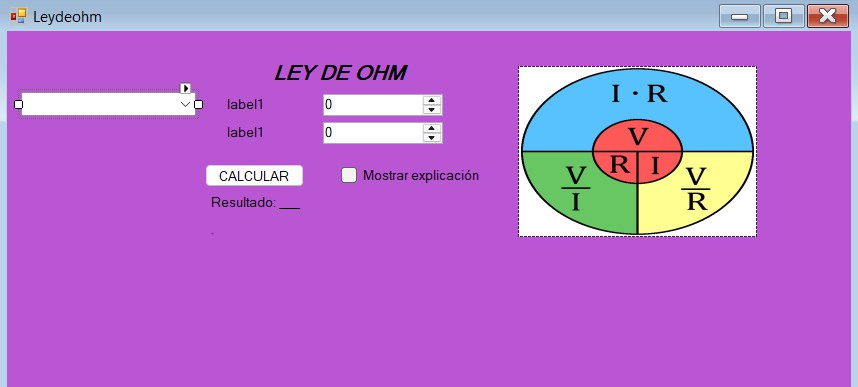 Leydeohm
LEY DE OHM
label1 0
label1 0
CALCULAR
Mostrar explicación
Resultado: ___
.
I · R
V
R I
V
I
V
R